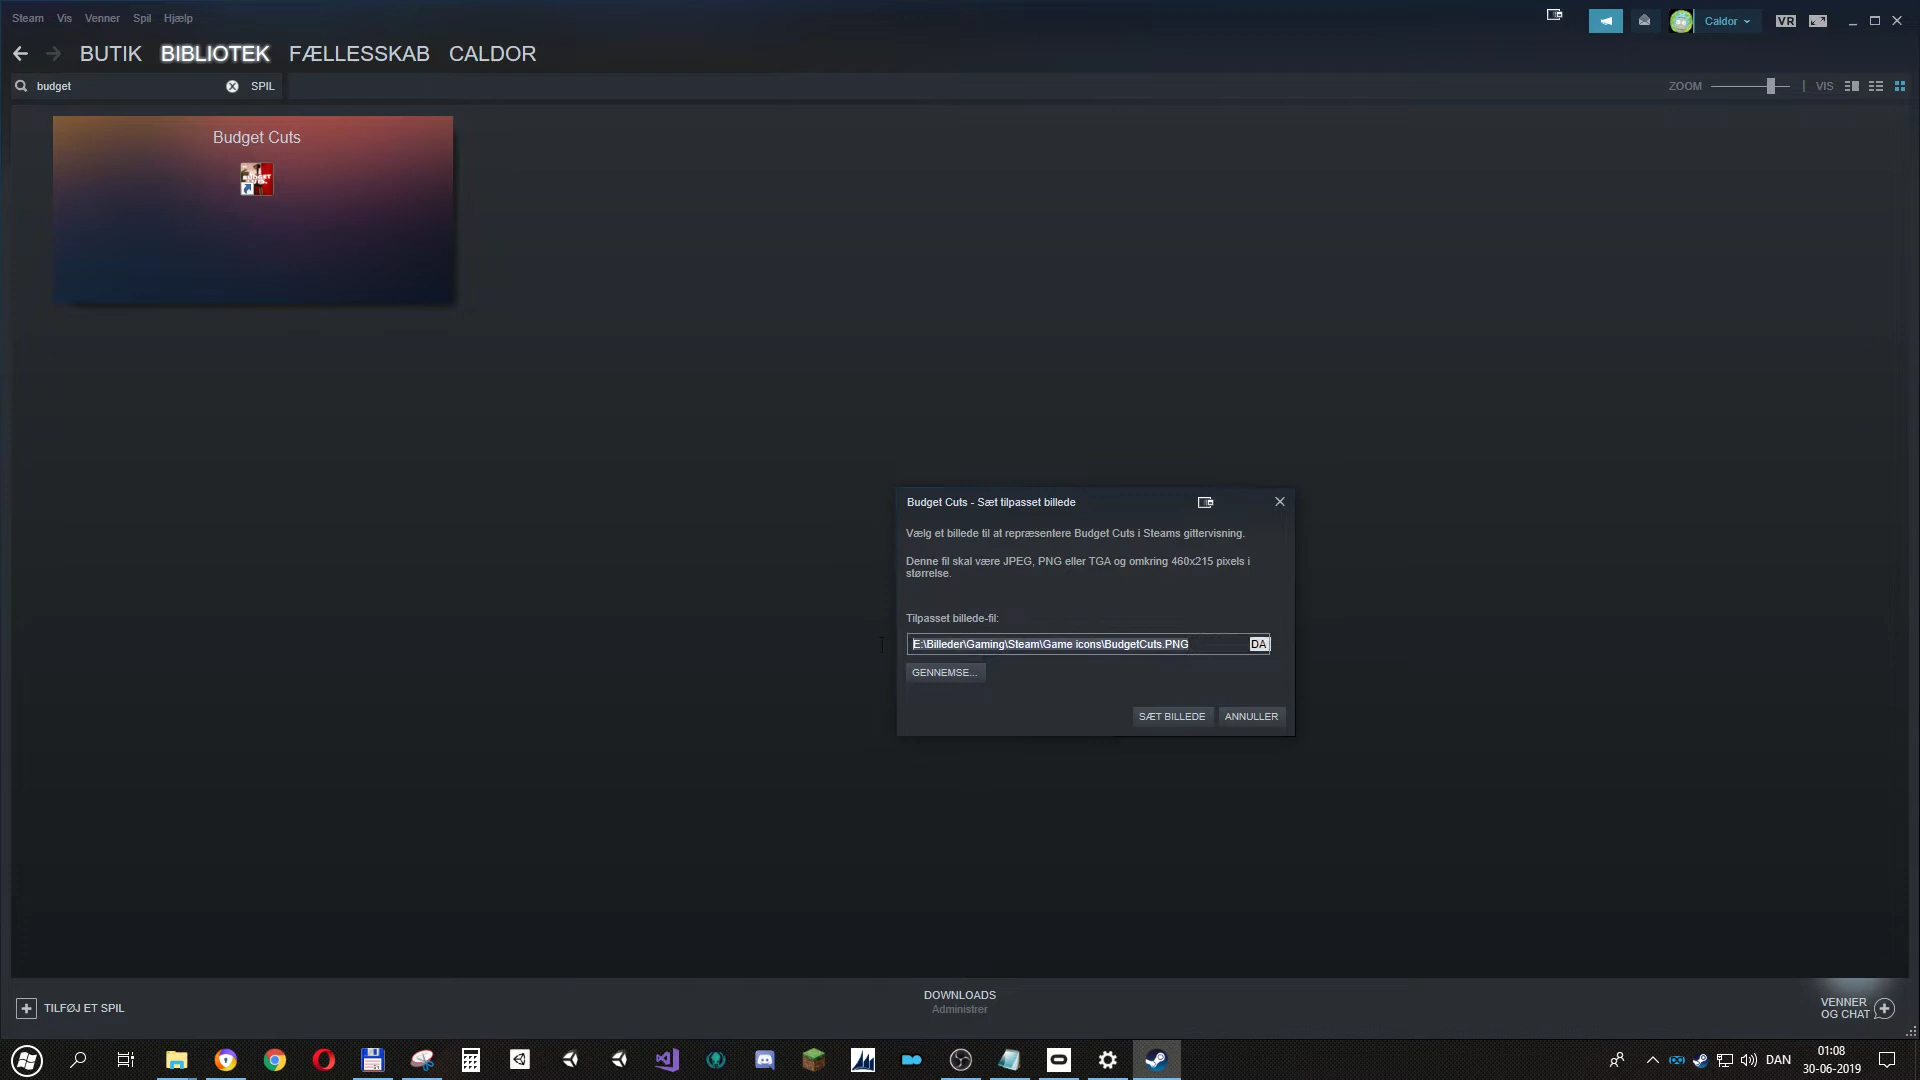 Steam Vis Venner Spil Hjælp
Caldor
VR
BUTIK BIBLIOTEK FÆLLESSKAB CALDOR
budget SPIL
ZOOM | VIS
Budget Cuts
Budget Cuts - Sæt tilpasset billede
Vælg et billede til at repræsentere Budget Cuts i Steams gittervisning.
Denne fil skal være JPEG, PNG eller TGA og omkring 460x215 pixels i
størrelse.
Tilpasset billede-fil:
E:\Billeder\Gaming\Steam\Game icons\BudgetCuts.PNG DA
GENNEMSE...
SÆT BILLEDE ANNULLER
TILFØJ ET SPIL
DOWNLOADS
Administrer
VENNER
OG CHAT
DAN
01:08
30-06-2019